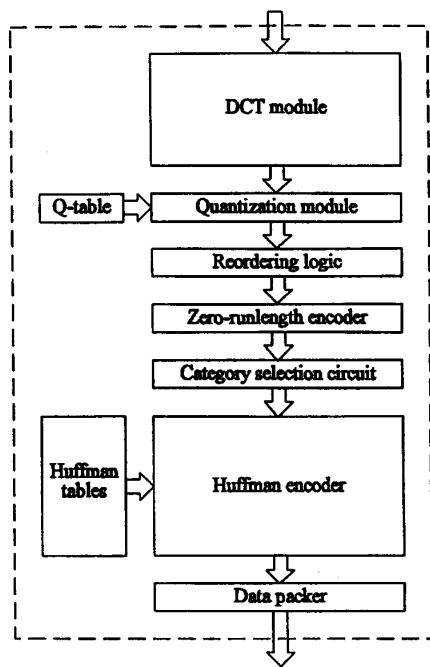 DCT module
Q-table
Quantization module
Reordering logic
Zero-runlength encoder
Category selection circuit
Huffman
tables
Huffman encoder
Data packer